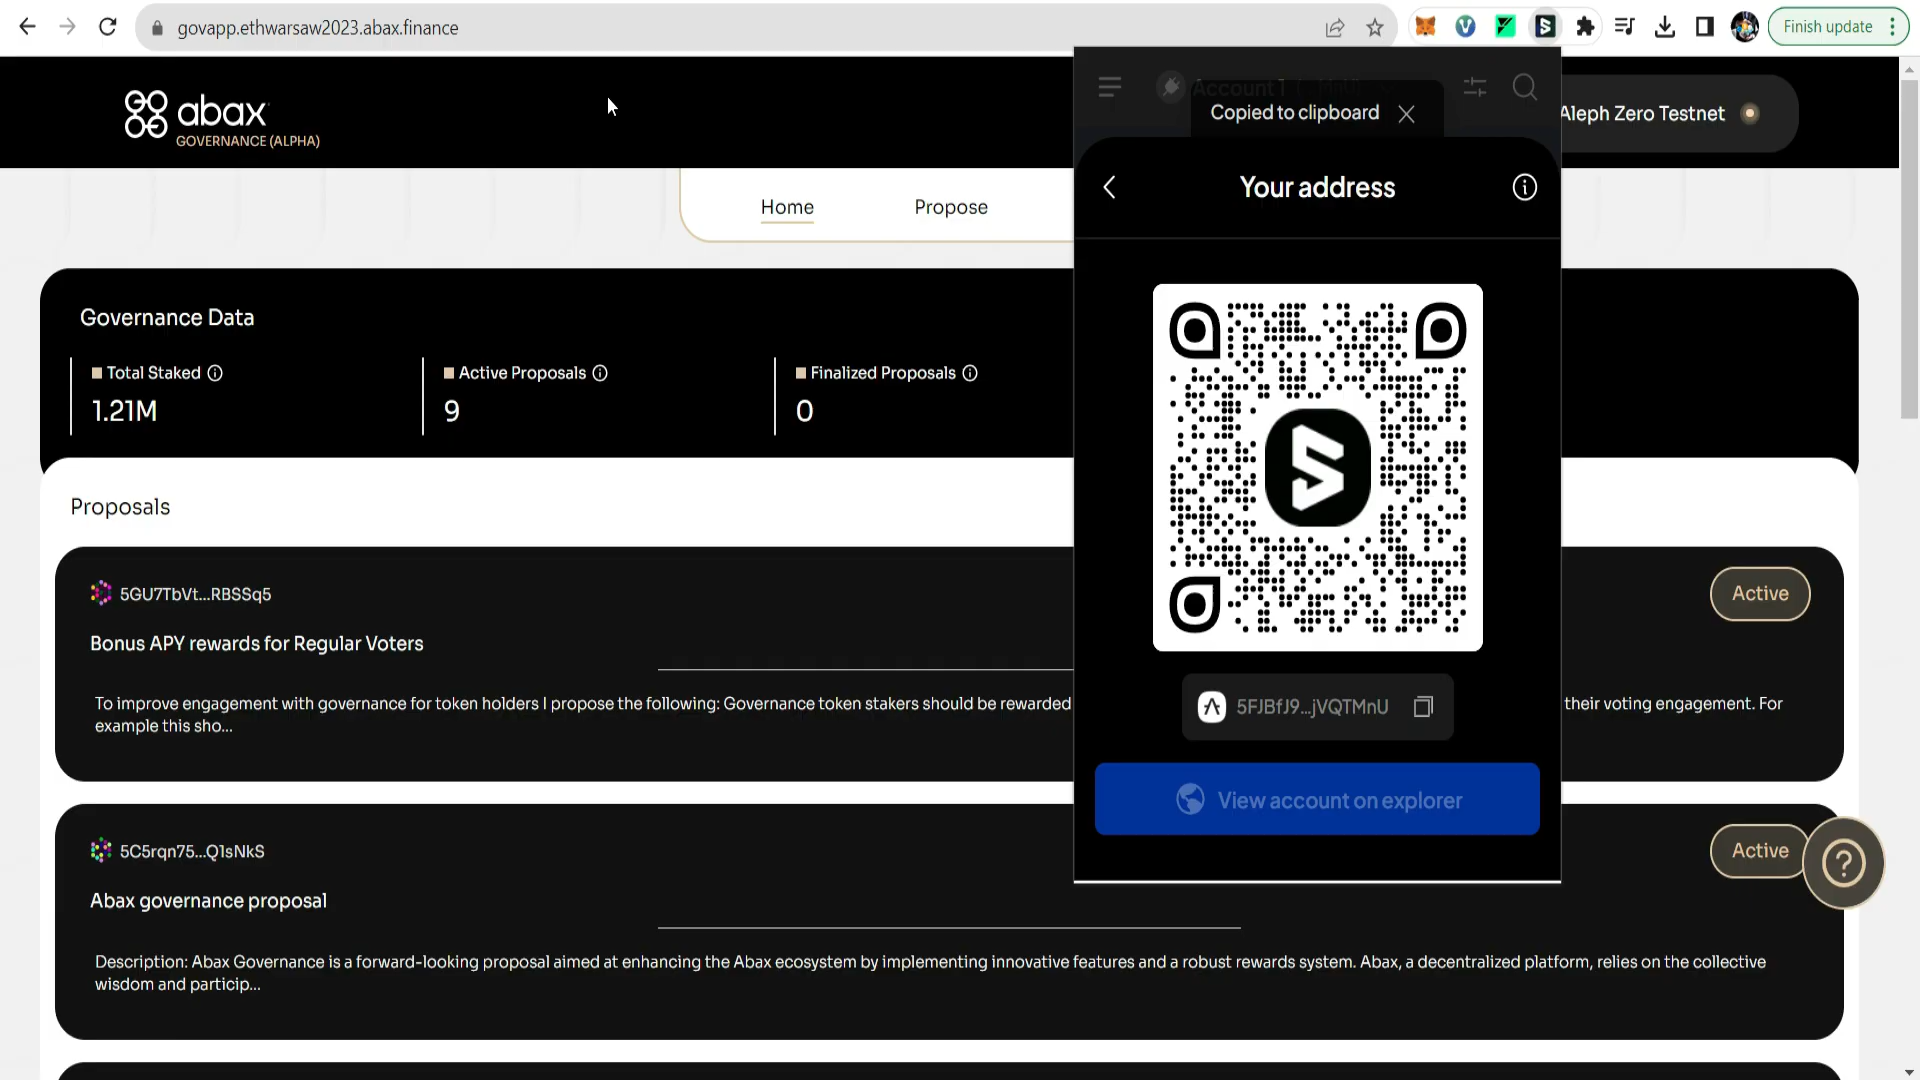 govapp.ethwarsaw2023.abax.finance
Finish update
abax
GOVERNANCE (ALPHA)
Account 1
Copied to clipboard
Aleph Zero Testnet
Your address
Home
Propose
Governance Data
Total Staked
Active Proposals
Finalized Proposals
1.21M
9
0
Proposals
5GU7TbVt...RBSSq5
Active
Bonus APY rewards for Regular Voters
To improve engagement with governance for token holders I propose the following: Governance token stakers should be rewarded
their voting engagement. For
example this sho...
5FJBfJ9...jVQTMnU
View account on explorer
5C5rqn75...Q1sNkS
Active
Abax governance proposal
Description: Abax Governance is a forward-looking proposal aimed at enhancing the Abax ecosystem by implementing innovative features and a robust rewards system. Abax, a decentralized platform, relies on the collective
wisdom and particip...